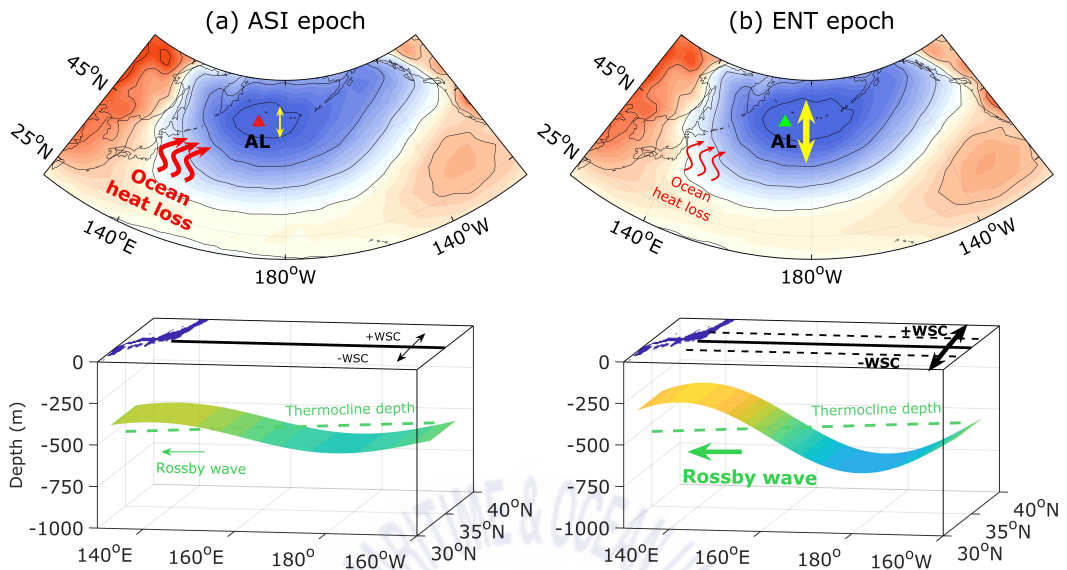 (a) ASI epoch
45°N
25°N
140°E
180°W
140°W
AL
Ocean
heat loss
(b) ENT epoch
45°N
25°N
140°E
180°W
140°W
AL
Ocean
heat loss
+WSC
-WSC
Depth (m)
0
-250
-500
-750
-1000
Thermocline depth
Rossby wave
140°E
160°E
180°
160°W
30°N
35°N
40°N
+WSC
-WSC
0
-250
-500
-750
-1000
Thermocline depth
Rossby wave
140°E
160°E
180°
160°W
30°N
35°N
40°N